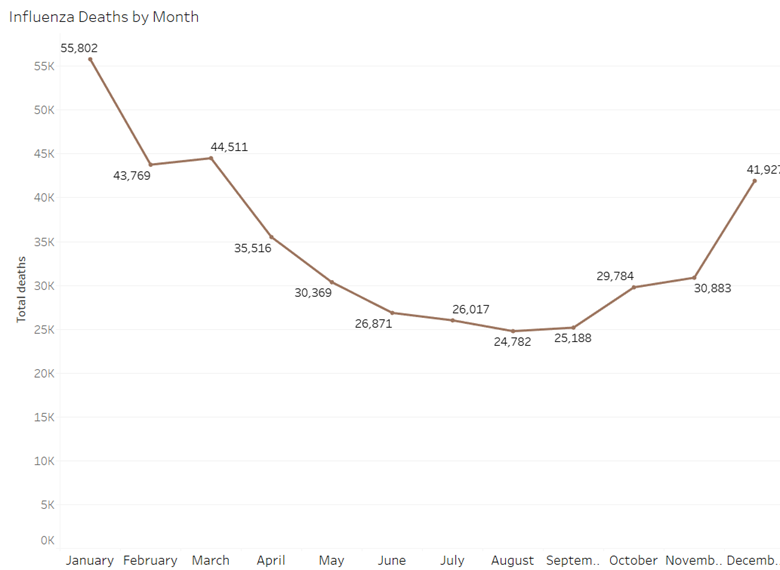 Influenza Deaths by Month
55,802
55K
50K
45K
44,511
43,769
41,927
40K
35K
35,516
Total deaths
30K
30,369
29,784
30,883
26,871
26,017
25K
24,782
25,188
20K
15K
10K
5K
0K
January February March April May June July August Septem.. October Novemb.. Decemb.